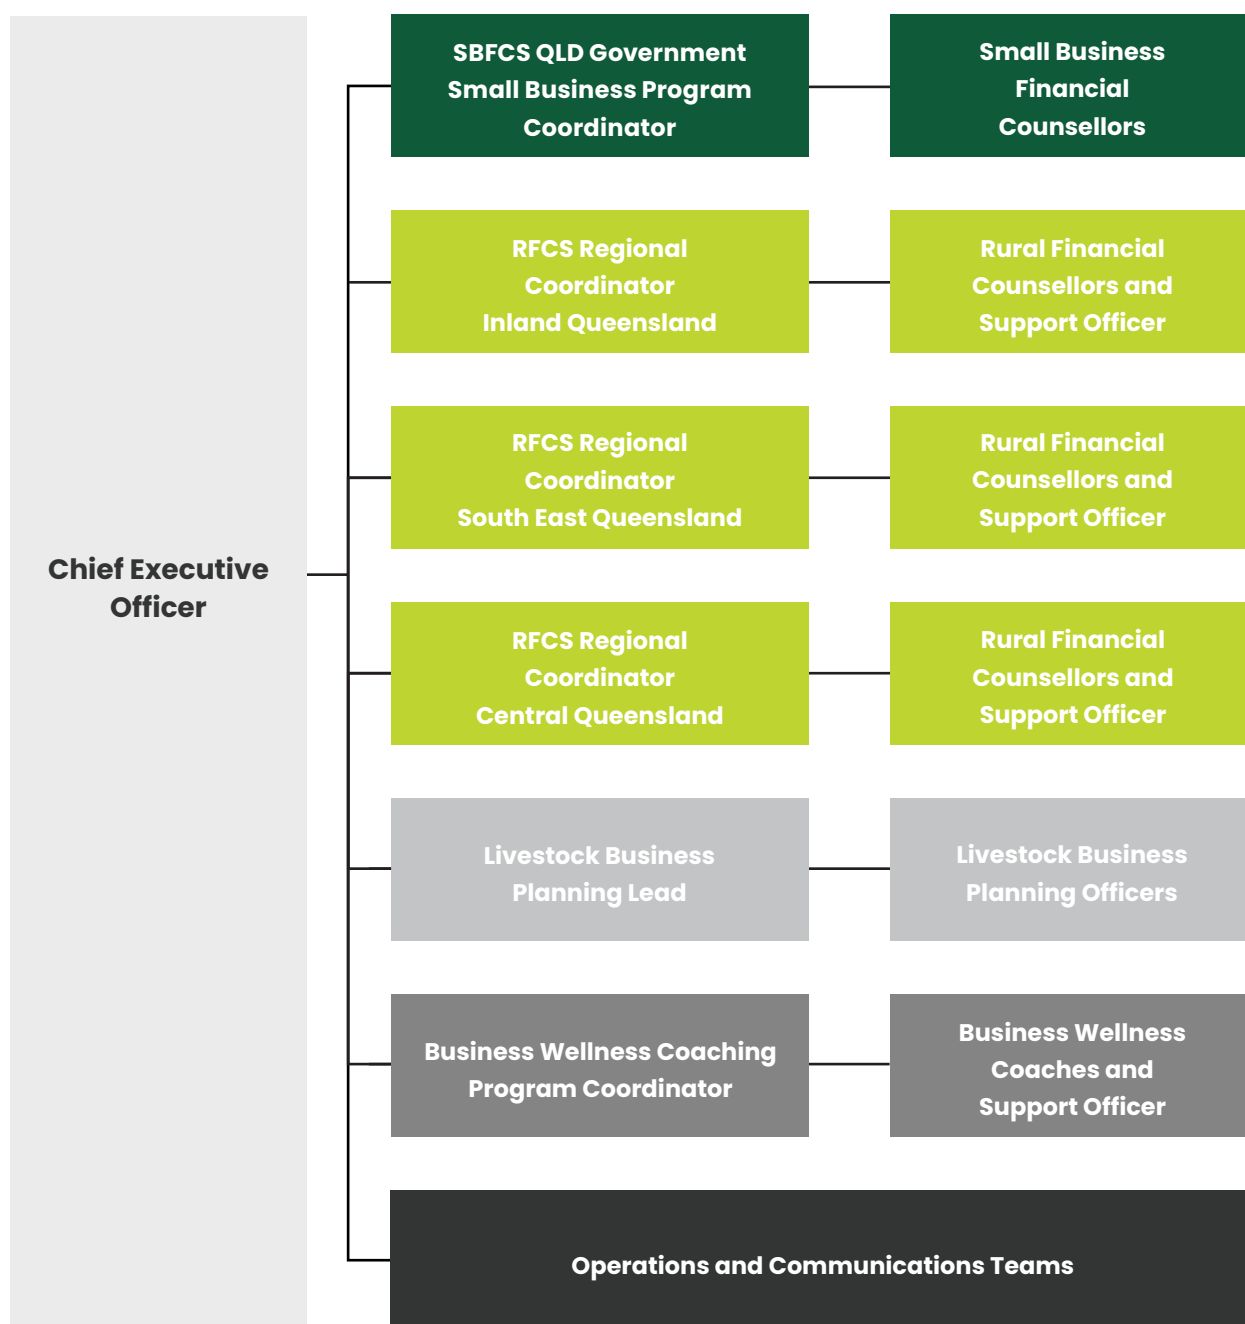 Chief Executive
Officer
SBFCS QLD Government
Small Business Program
Coordinator
Small Business
Financial
Counsellors
RFCS Regional
Coordinator
Inland Queensland
Rural Financial
Counsellors and
Support Officer
RFCS Regional
Coordinator
South East Queensland
Rural Financial
Counsellors and
Support Officer
RFCS Regional
Coordinator
Central Queensland
Rural Financial
Counsellors and
Support Officer
Livestock Business
Planning Lead
Livestock Business
Planning Officers
Business Wellness Coaching
Program Coordinator
Business Wellness
Coaches and
Support Officer
Operations and Communications Teams